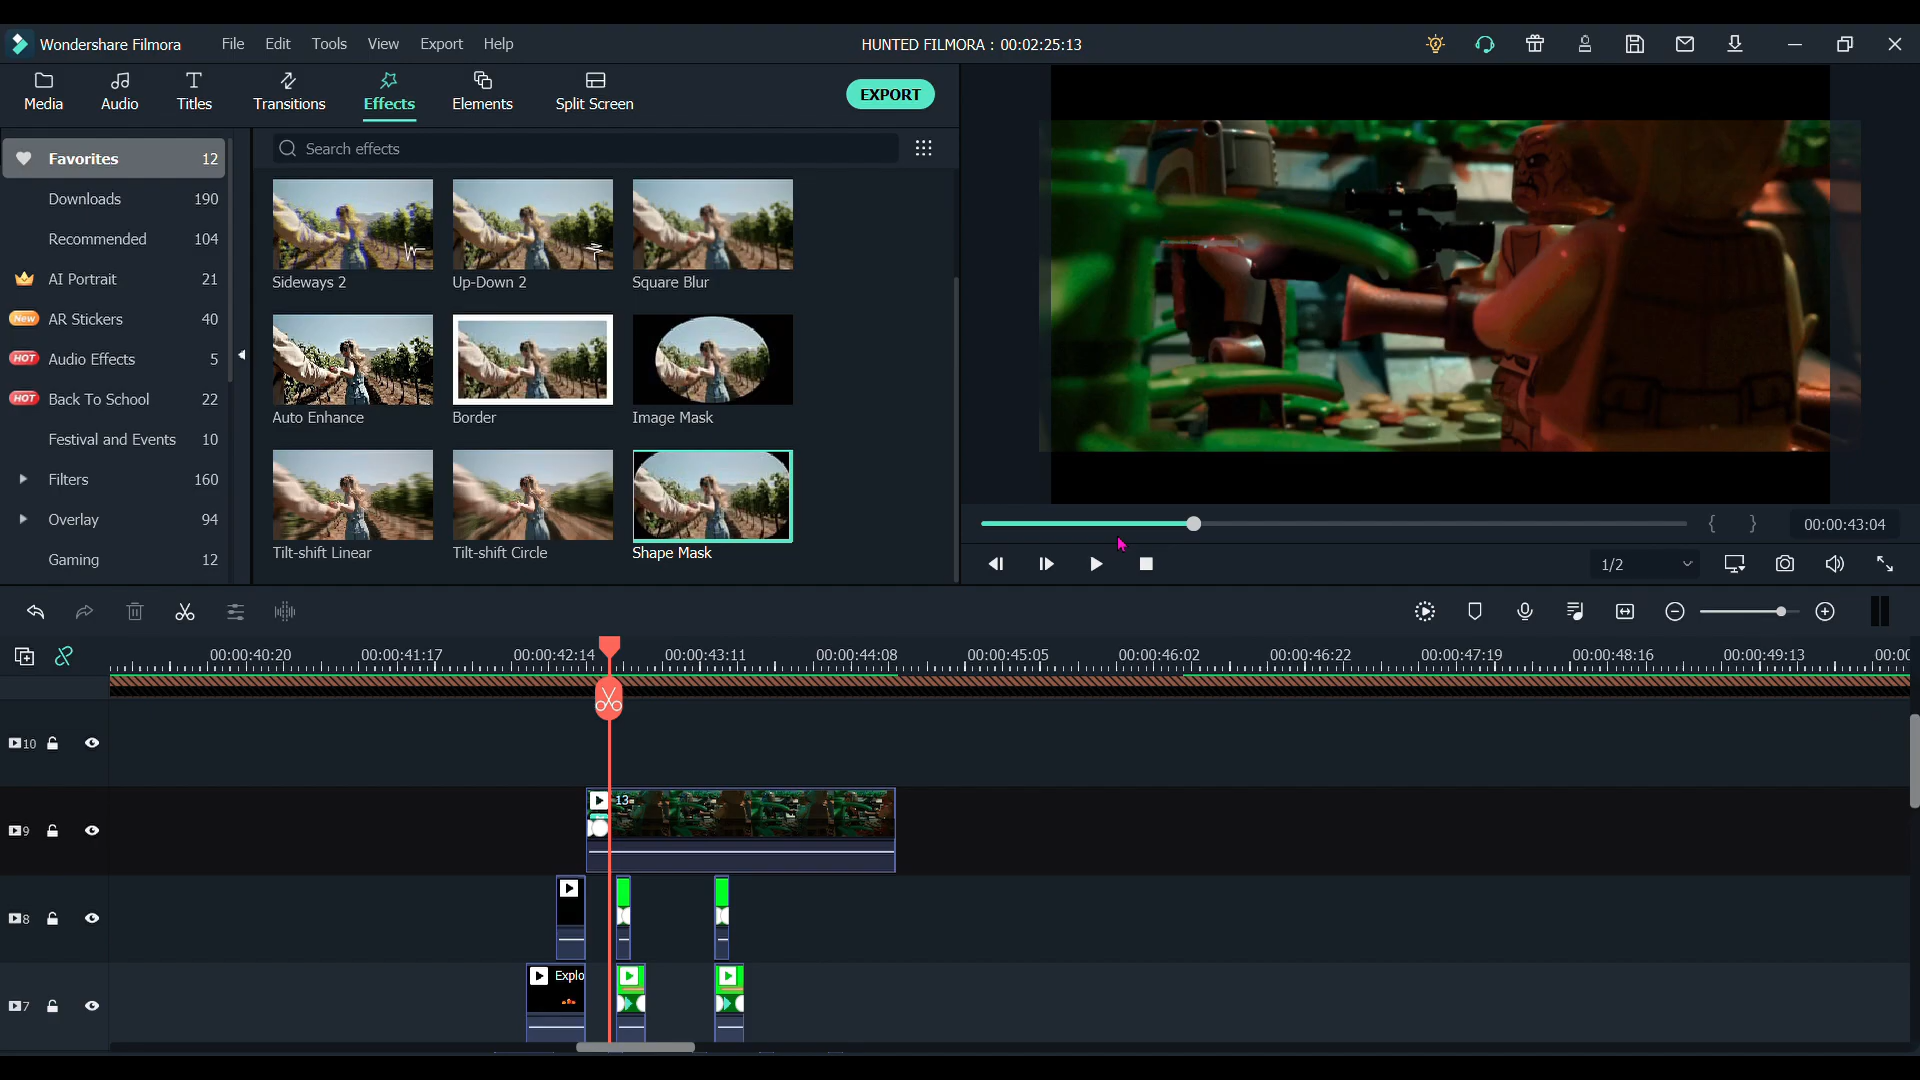 Wondershare Filmora File Edit Tools View Export Help HUNTED FILMORA : 00:02:25:13
Media Audio Titles Transitions Effects Elements Split Screen EXPORT
Search effects
Favorites 12
Downloads 190
Recommended 104
AI Portrait 21
New AR Stickers 40
HOT Audio Effects 5
HOT Back To School 22
Festival and Events 10
Filters 160
Overlay 94
Gaming 12
Sideways 2 Up-Down 2 Square Blur
Auto Enhance Border Image Mask
Tilt-shift Linear Tilt-shift Circle Shape Mask
{ } 00:00:43:04
1/2
00:00:40:20 00:00:41:17 00:00:42:14 00:00:43:11 00:00:44:08 00:00:45:05 00:00:46:02 00:00:46:22 00:00:47:19 00:00:48:16 00:00:49:13 00:00
10
9 13
8
7 Explo